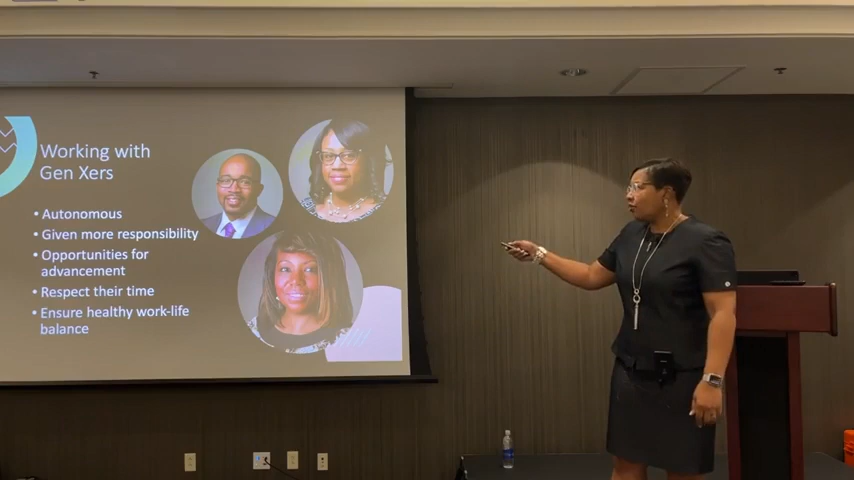 Working with
Gen Xers
• Autonomous
• Given more responsibility
• Opportunities for
advancement
• Respect their time
• Ensure healthy work-life
balance